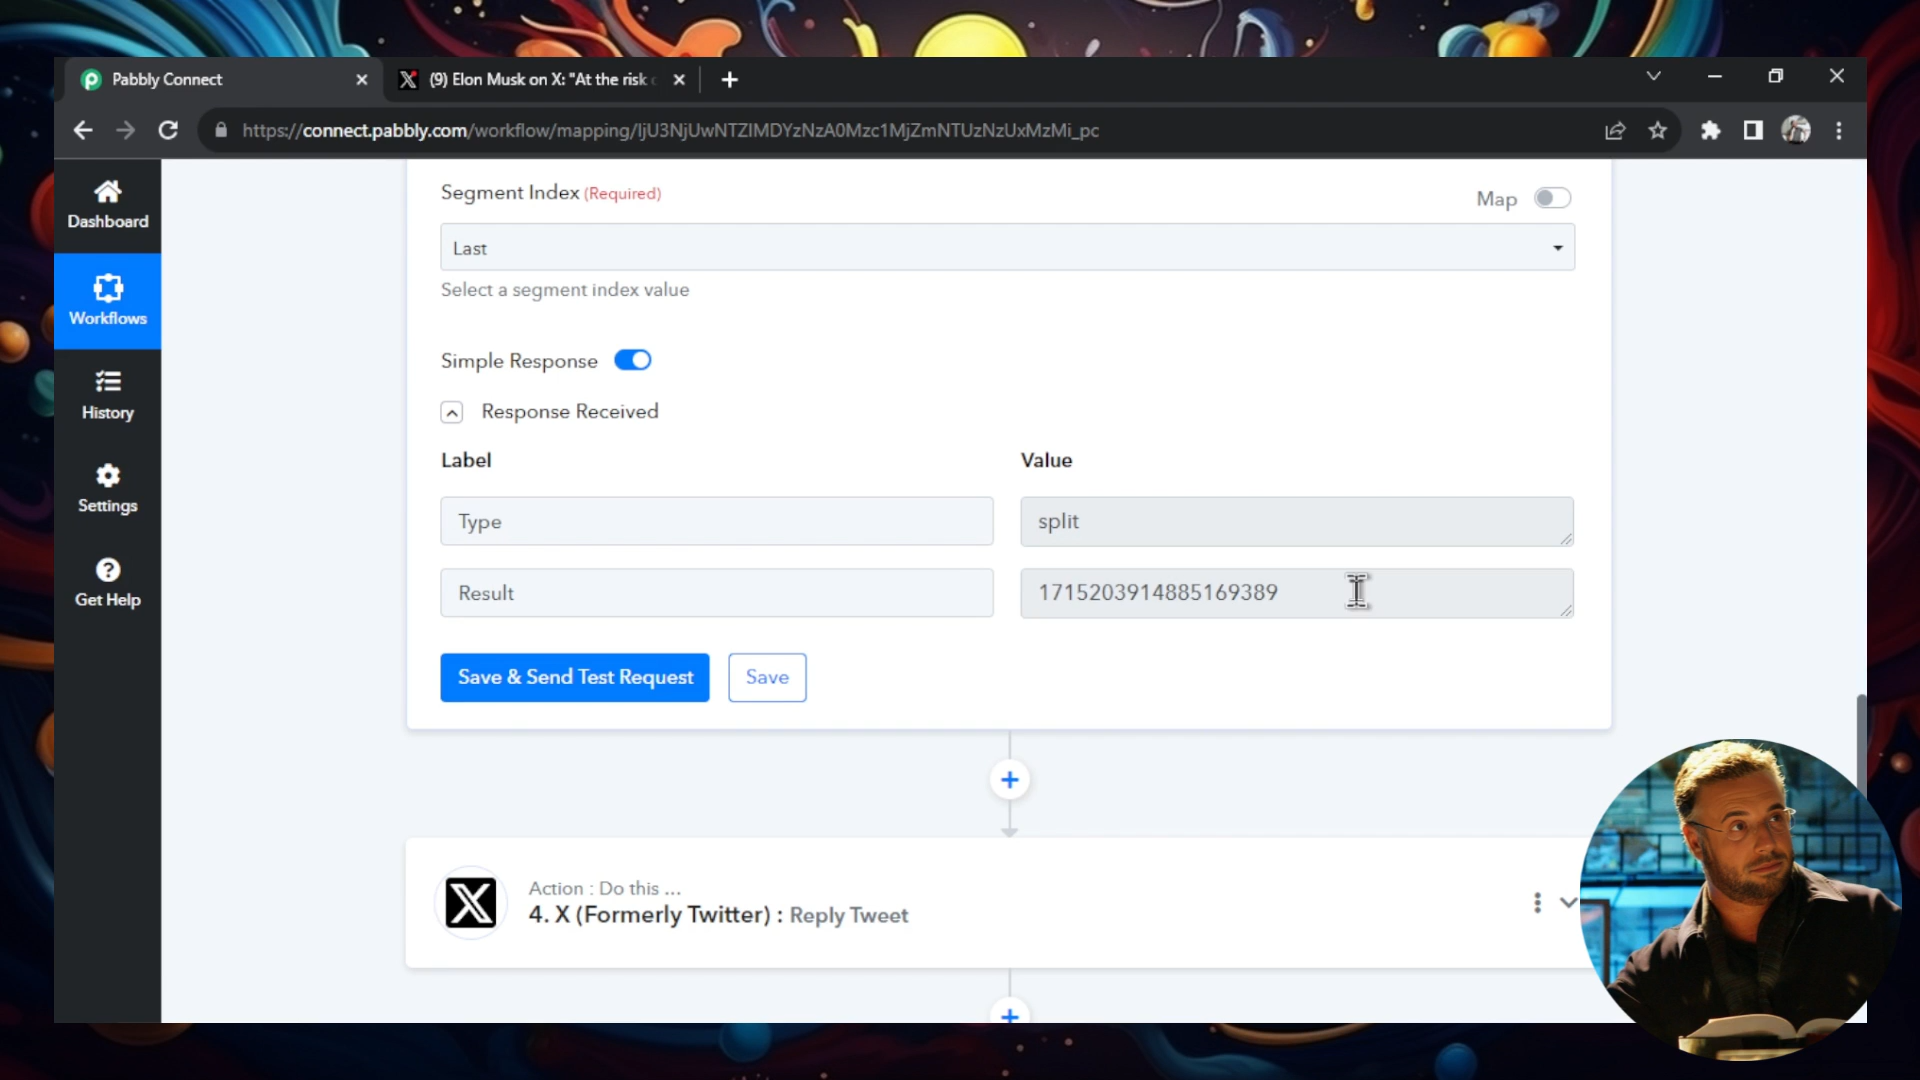 Pabbly Connect
(9) Elon Musk on X: "At the risk
https://connect.pabbly.com/workflow/mapping/IjU3NjUwNTZlMDYzNzA0Mzc1MjZmNTUzNzUxMzMi_pc
Dashboard
Workflows
History
Settings
Get Help
Segment Index (Required)
Map
Last
Select a segment index value
Simple Response
Response Received
Label Value
Type split
Result 1715203914885169389
Save & Send Test Request Save
Action : Do this ...
4. X (Formerly Twitter) : Reply Tweet